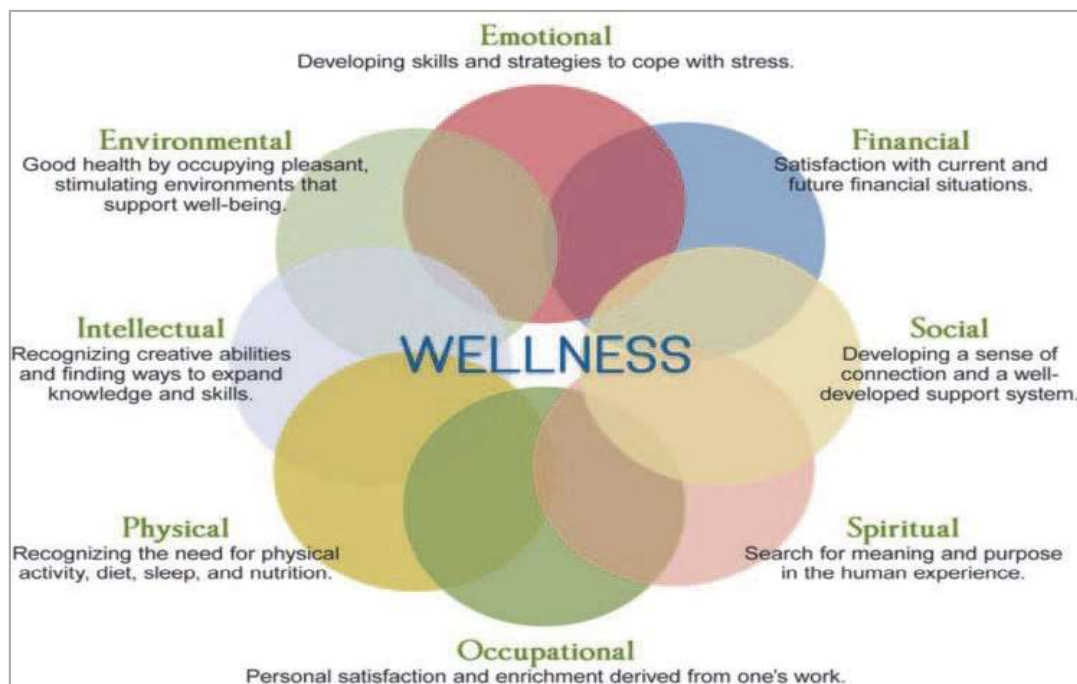 Emotional
Developing skills and strategies to cope with stress.
Environmental
Good health by occupying pleasant,
stimulating environments that
support well-being.
Financial
Satisfaction with current and
future financial situations.
Intellectual
Recognizing creative abilities
and finding ways to expand
knowledge and skills.
WELLNESS
Social
Developing a sense of
connection and a well-
developed support system.
Physical
Recognizing the need for physical
activity, diet, sleep, and nutrition.
Spiritual
Search for meaning and purpose
in the human experience.
Occupational
Personal satisfaction and enrichment derived from one's work.